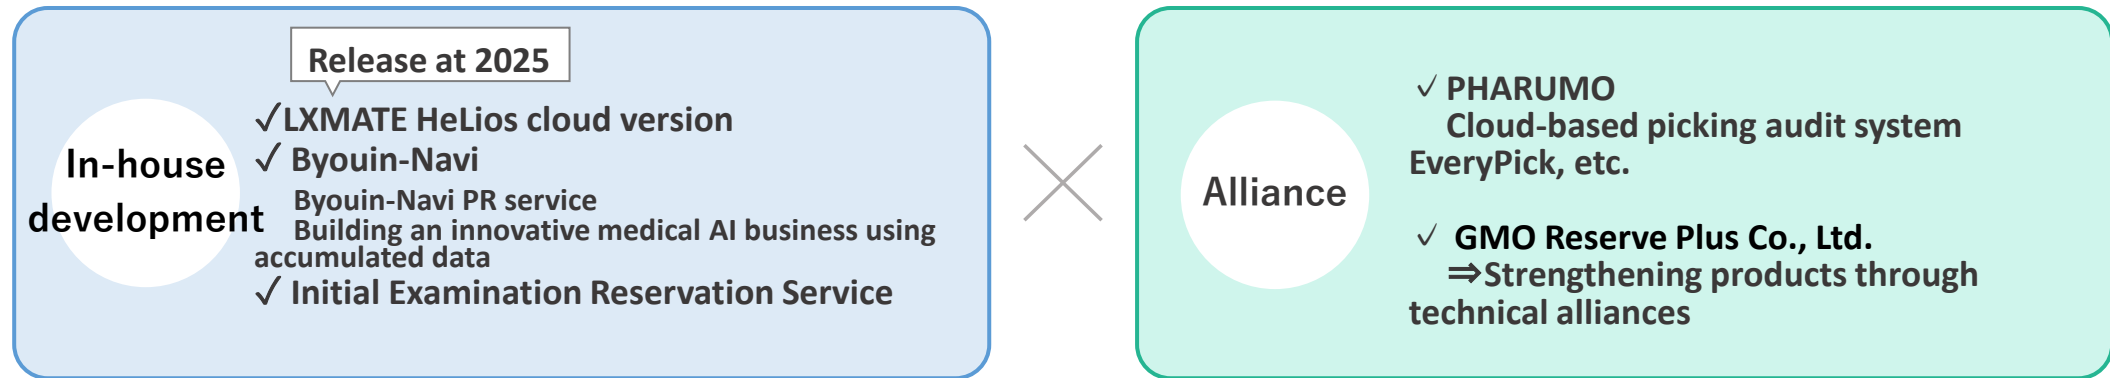 Release at 2025
In-house
development
✓LXMATE HeLios cloud version
✓ Byouin-Navi
Byouin-Navi PR service
Building an innovative medical AI business using
accumulated data
✓ Initial Examination Reservation Service
Alliance
✓ PHARUMO
Cloud-based picking audit system
EveryPick, etc.
✓ GMO Reserve Plus Co., Ltd.
⇒Strengthening products through
technical alliances